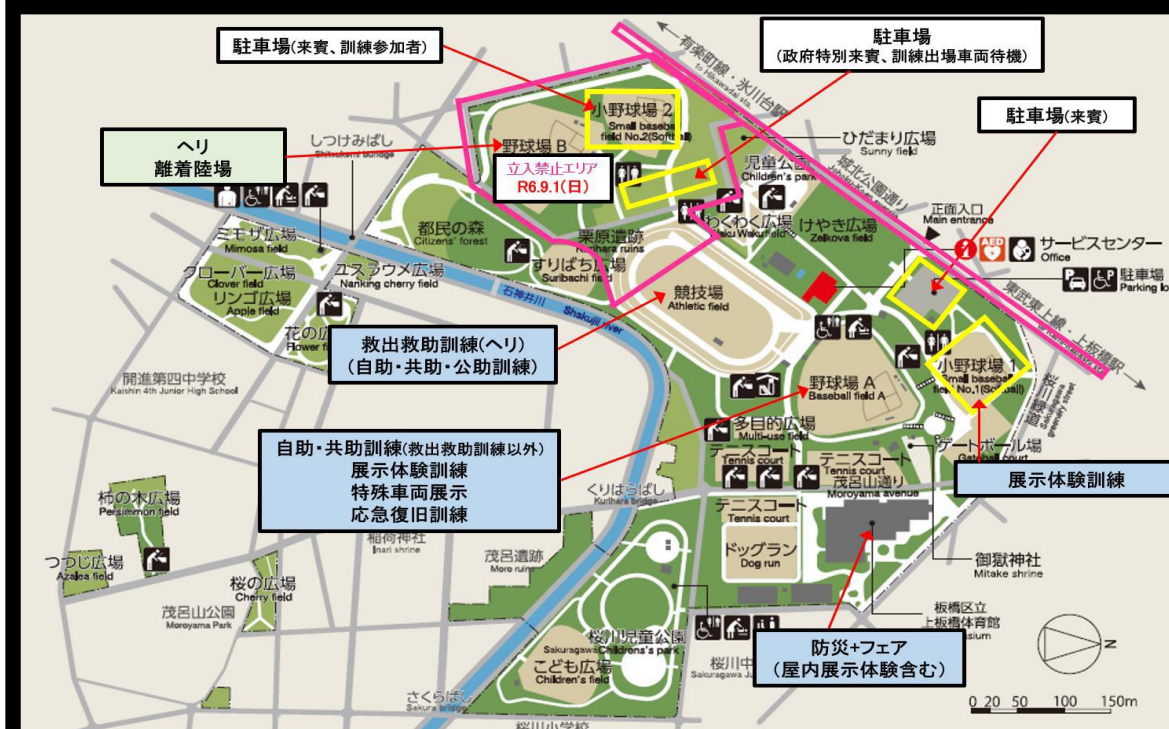 駐車場(来賓、訓練参加者)
駐車場
(政府特別来賓、訓練出場車両待機)
駐車場(来賓)
ヘリ
離着陸場
有楽町線・氷川台駅
to Hikawadai sta.
小野球場 2
Small baseball
field No.2(Softball)
野球場 B
立入禁止エリア
R6.9.1(日)
ひだまり広場
Sunny field
児童公園
Children's park
城北公園通り
正面入口
Main entrance
AED
サービスセンター
Office
駐車場
Parking lo
東武東上線・上板橋駅
しつけみばし
Shitsukemi bridge
都民の森
Citizens' forest
栗原遺跡
Kurihara ruins
わくわく広場
Waku Waku field
けやき広場
Zelkova field
ミモザ広場
Mimosa field
クローバー広場
Clover field
ユスラウメ広場
Nanking cherry field
すりばち広場
Suribachi field
リンゴ広場
Apple field
石神井川
Shakujii river
競技場
Athletic field
花の広
Flower fie
救出救助訓練(ヘリ)
(自助・共助・公助訓練)
野球場 A
Baseball field A
小野球場 1
Small baseball
field No.1(Softball)
Sakuragawa
greenery street
開進第四中学校
Kaishin 4th Junior High School
多目的広場
Multi-use field
ゲートボール場
Gateball court
自助・共助訓練(救出救助訓練以外)
展示体験訓練
特殊車両展示
応急復旧訓練
テニスコート
Tennis court
テニスコート
Tennis court
茂呂山通り
Moroyama avenue
展示体験訓練
柿の木広場
Persimmon field
くりはらばし
Kurihara bridge
テニスコート
Tennis court
稲荷神社
Inari shrine
茂呂遺跡
Moro ruins
ドッグラン
Dog run
御獄神社
Mitake shrine
つつじ広場
Azalea field
桜の広場
Cherry field
茂呂山公園
Moroyama Park
板橋区立
上板橋体育館
防災+フェア
(屋内展示体験含む)
桜川児童公園
Sakuragawa Children's park
こども広場
Children's field
桜川中
Sakuragawa Ju
さくらばし
Sakura bridge
桜川小学校
N
0 20 50 100 150m